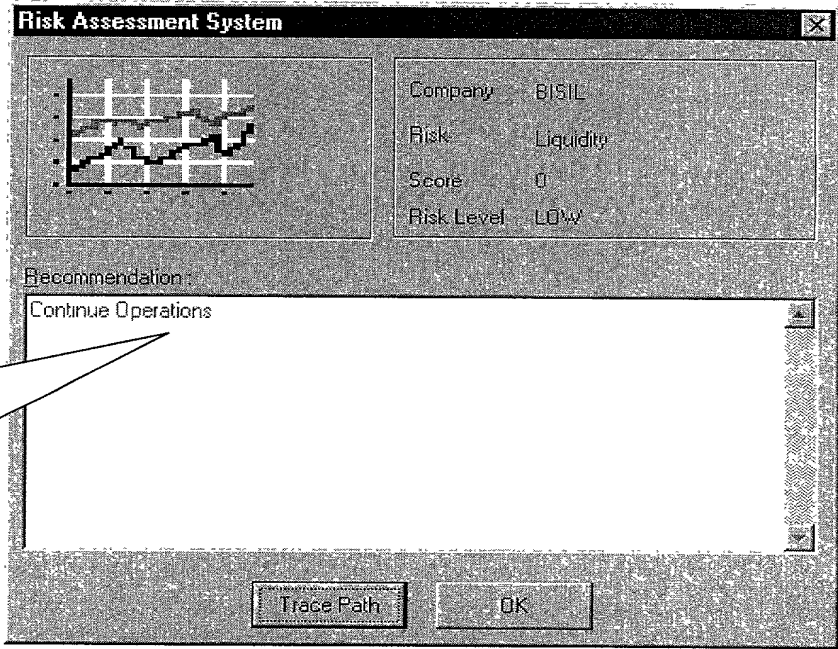 Risk Assessment System
Company BISIL
Risk Liquidity
Score 0
Risk Level LOW
Recommendation :
Continue Operations
Trace Path OK